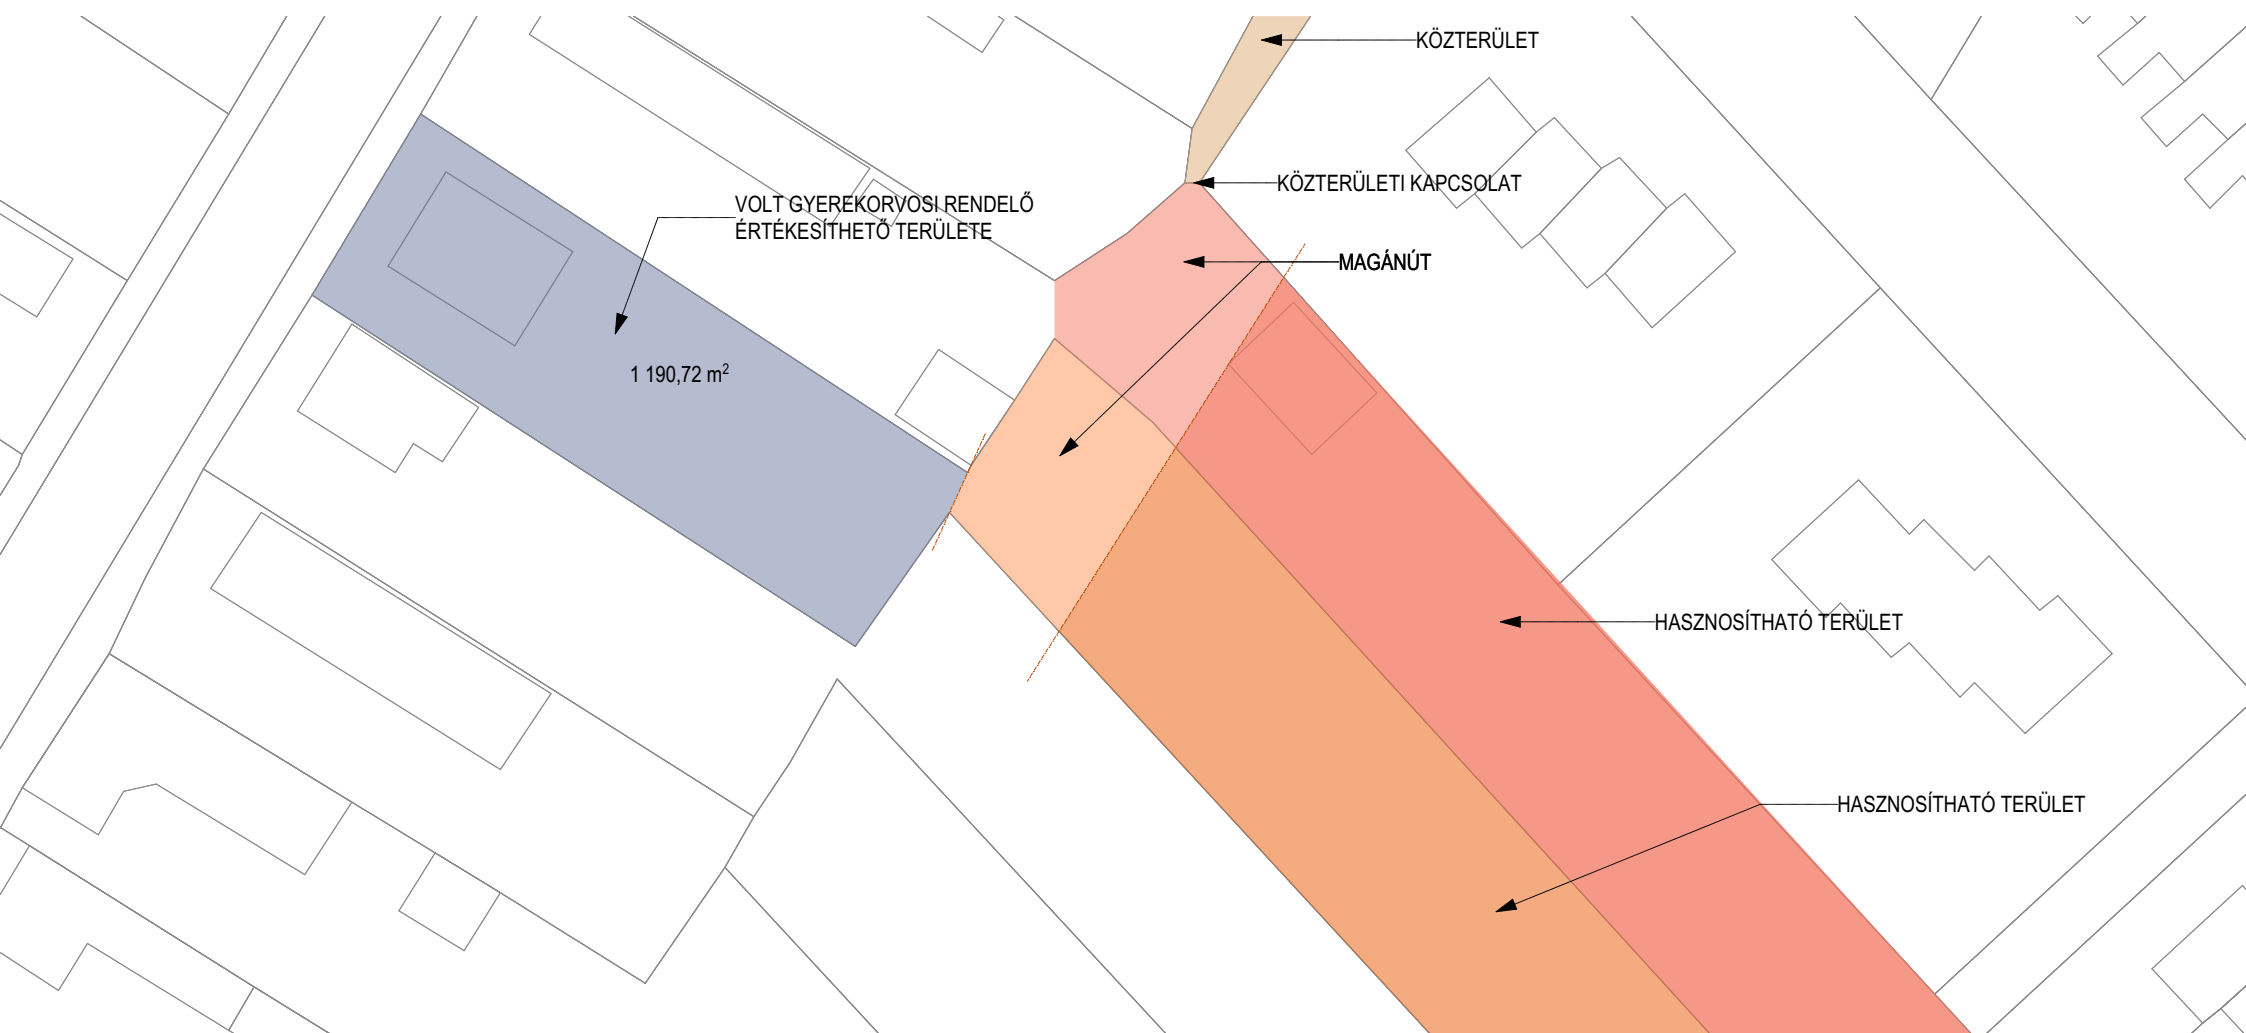 KÖZTERÜLET
KÖZTERÜLETI KAPCSOLAT
VOLT GYEREKORVOSI RENDELŐ
ÉRTÉKESÍTHETŐ TERÜLETE
MAGÁNÚT
1 190,72 m²
HASZNOSÍTHATÓ TERÜLET
HASZNOSÍTHATÓ TERÜLET